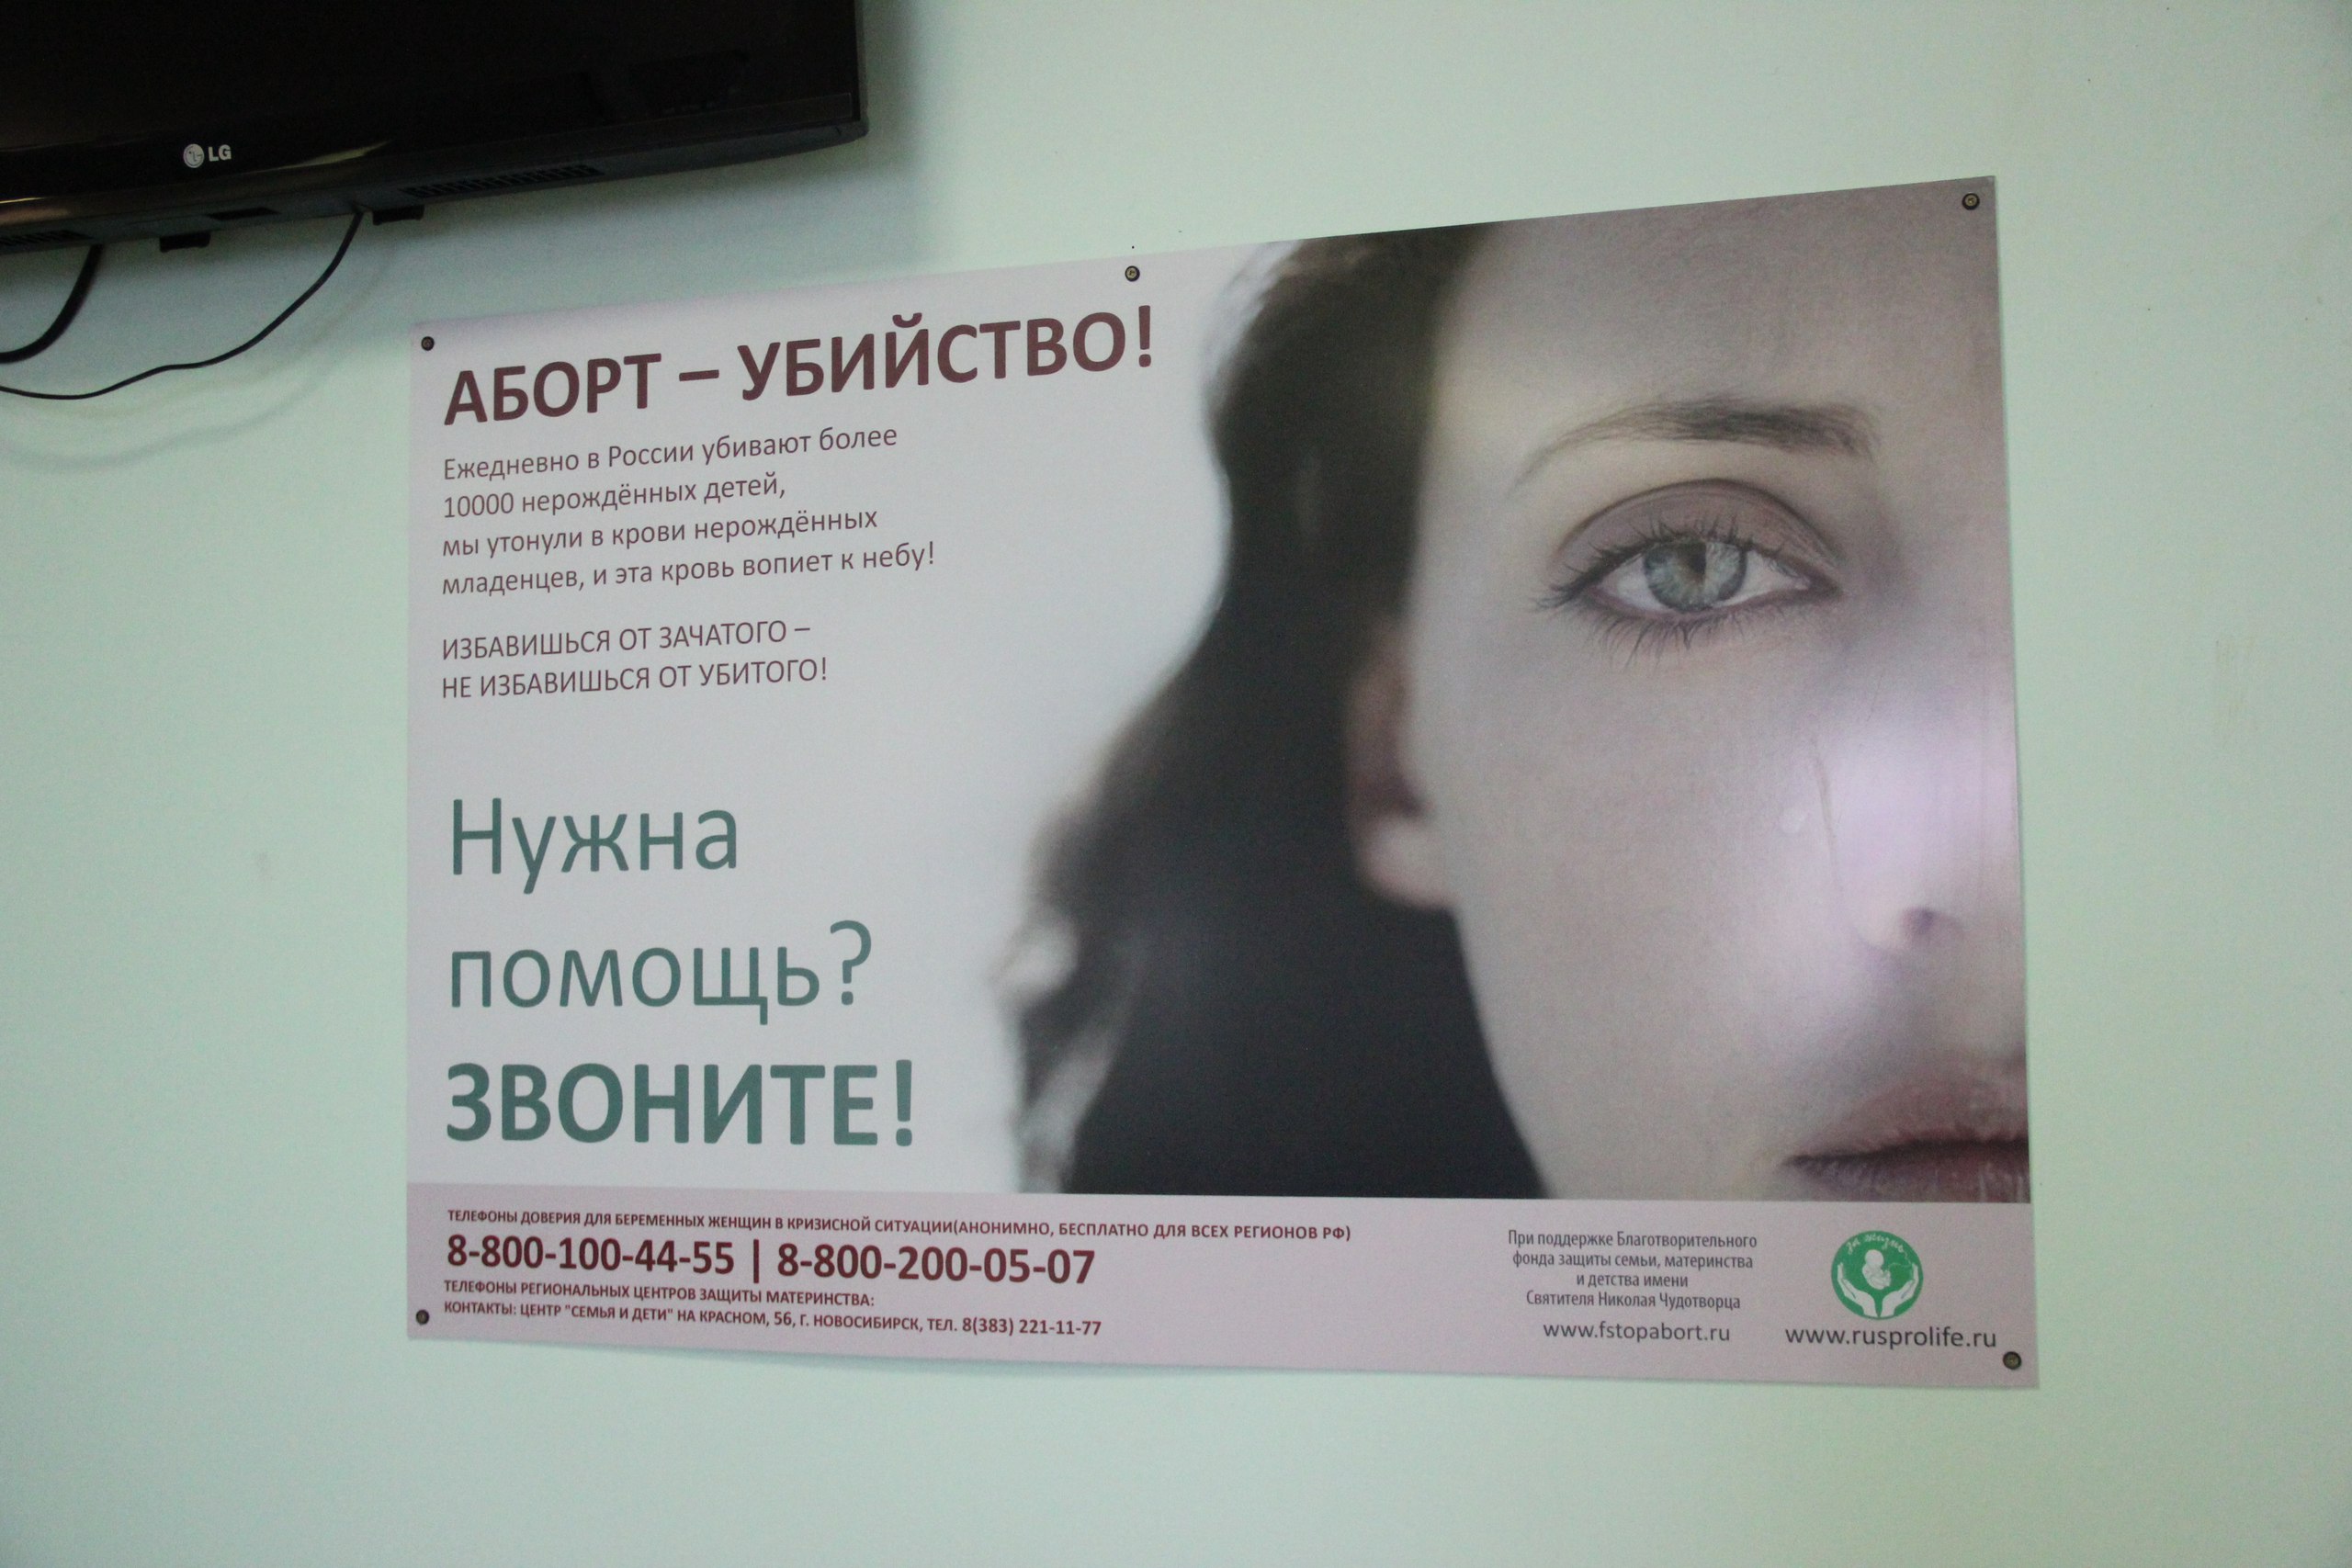 LG
АБОРТ – УБИЙСТВО!
Ежедневно в России убивают более
10000 нерождённых детей,
мы утонули в крови нерождённых
младенцев, и эта кровь вопиет к небу!
ИЗБАВИШЬСЯ ОТ ЗАЧАТОГО –
НЕ ИЗБАВИШЬСЯ ОТ УБИТОГО!
Нужна
помощь?
ЗВОНИТЕ!
ТЕЛЕФОНЫ ДОВЕРИЯ ДЛЯ БЕРЕМЕННЫХ ЖЕНЩИН В КРИЗИСНОЙ СИТУАЦИИ(АНОНИМНО, БЕСПЛАТНО ДЛЯ ВСЕХ РЕГИОНОВ РФ)
8-800-100-44-55 | 8-800-200-05-07
ТЕЛЕФОНЫ РЕГИОНАЛЬНЫХ ЦЕНТРОВ ЗАЩИТЫ МАТЕРИНСТВА:
КОНТАКТЫ: ЦЕНТР "СЕМЬЯ И ДЕТИ" НА КРАСНОМ, 56, Г. НОВОСИБИРСК, ТЕЛ. 8(383) 221-11-77
При поддержке Благотворительного
фонда защиты семьи, материнства
и детства имени
Святителя Николая Чудотворца
www.fstopabort.ru
За жизнь
www.rusprolife.ru